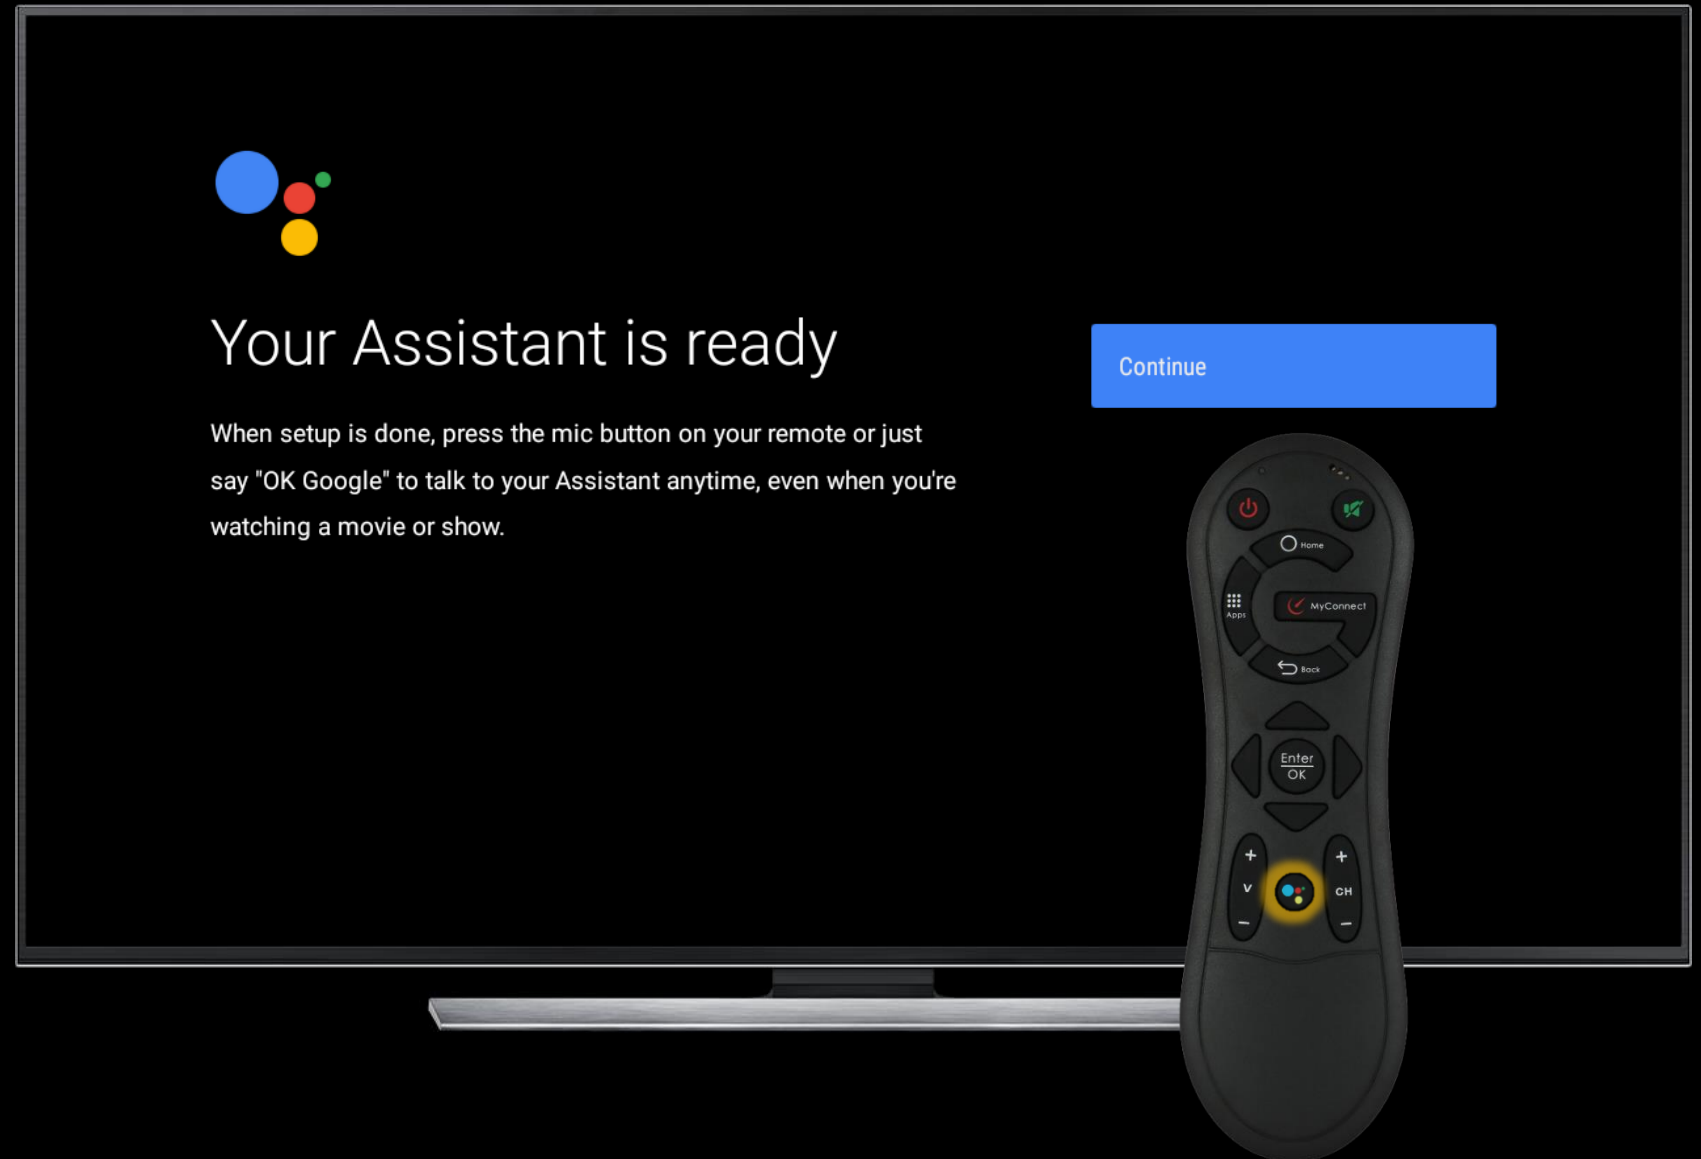 Your Assistant is ready
When setup is done, press the mic button on your remote or just
say "OK Google" to talk to your Assistant anytime, even when you're
watching a movie or show.
Continue
Home
Apps
MyConnect
Back
Enter
OK
+ +
V CH
− −